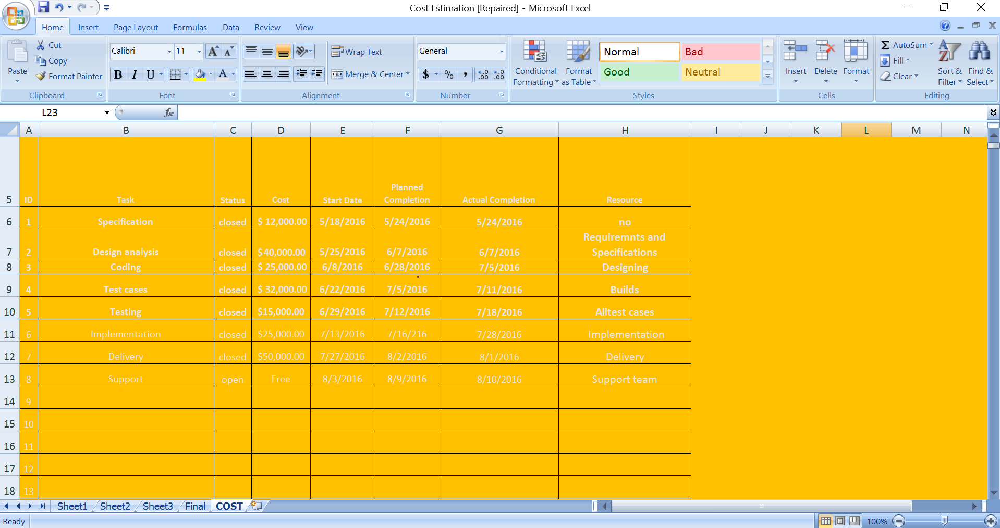 Cost Estimation [Repaired] - Microsoft Excel
Home Insert Page Layout Formulas Data Review View
Paste
Cut
Copy
Format Painter
Clipboard
Calibri 11
B I U
Font
Wrap Text
Merge & Center
Alignment
General
$ % ,
Number
Conditional Formatting
Format as Table
Normal Bad
Good Neutral
Styles
Insert Delete Format
Cells
Σ AutoSum
Fill
Clear
Sort & Filter
Find & Select
Editing
L23 fx
A B C D E F G H I J K L M N
5 ID Task Status Cost Start Date Planned Completion Actual Completion Resource
6 1 Specification closed $ 12,000.00 5/18/2016 5/24/2016 5/24/2016 no
7 2 Design analysis closed $40,000.00 5/25/2016 6/7/2016 6/7/2016 Requiremnts and Specifications
8 3 Coding closed $ 25,000.00 6/8/2016 6/28/2016 7/5/2016 Designing
9 4 Test cases closed $ 32,000.00 6/22/2016 7/5/2016 7/11/2016 Builds
10 5 Testing closed $15,000.00 6/29/2016 7/12/2016 7/18/2016 Alltest cases
11 6 Implementation closed $25,000.00 7/13/2016 7/16/216 7/28/2016 Implementation
12 7 Delivery closed $50,000.00 7/27/2016 8/2/2016 8/1/2016 Delivery
13 8 Support open Free 8/3/2016 8/9/2016 8/10/2016 Support team
14 9
15 10
16 11
17 12
18 13
Sheet1 Sheet2 Sheet3 Final COST
Ready 100%